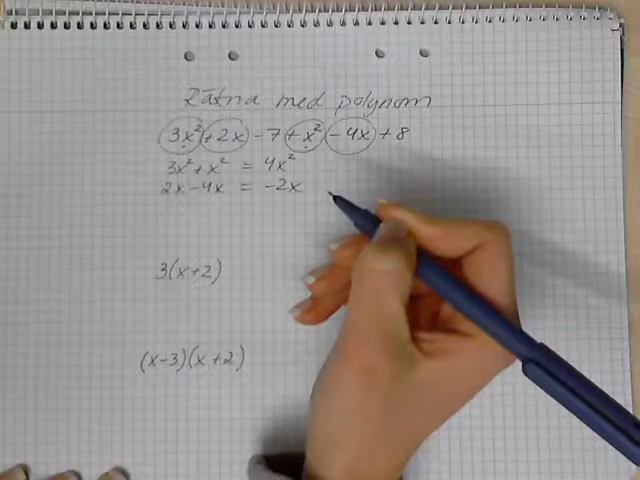 Räkna med polynom
3x²+2x-7+x²-4x+8
3x²+x² = 4x²
2x-4x = -2x
3(x+2)
(x-3)(x+2)